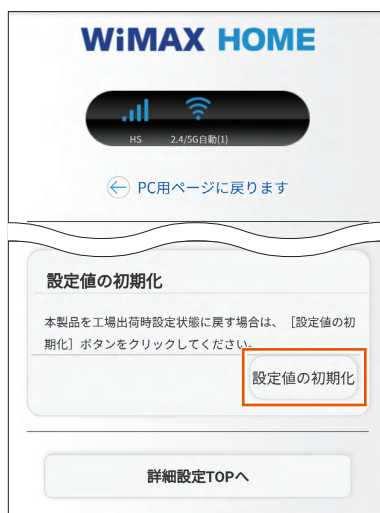 WiMAX HOME
HS 2.4/5G自動(1)
PC用ページに戻ります
設定値の初期化
本製品を工場出荷時設定状態に戻す場合は、［設定値の初
期化］ボタンをクリックしてください。
設定値の初期化
詳細設定TOPへ